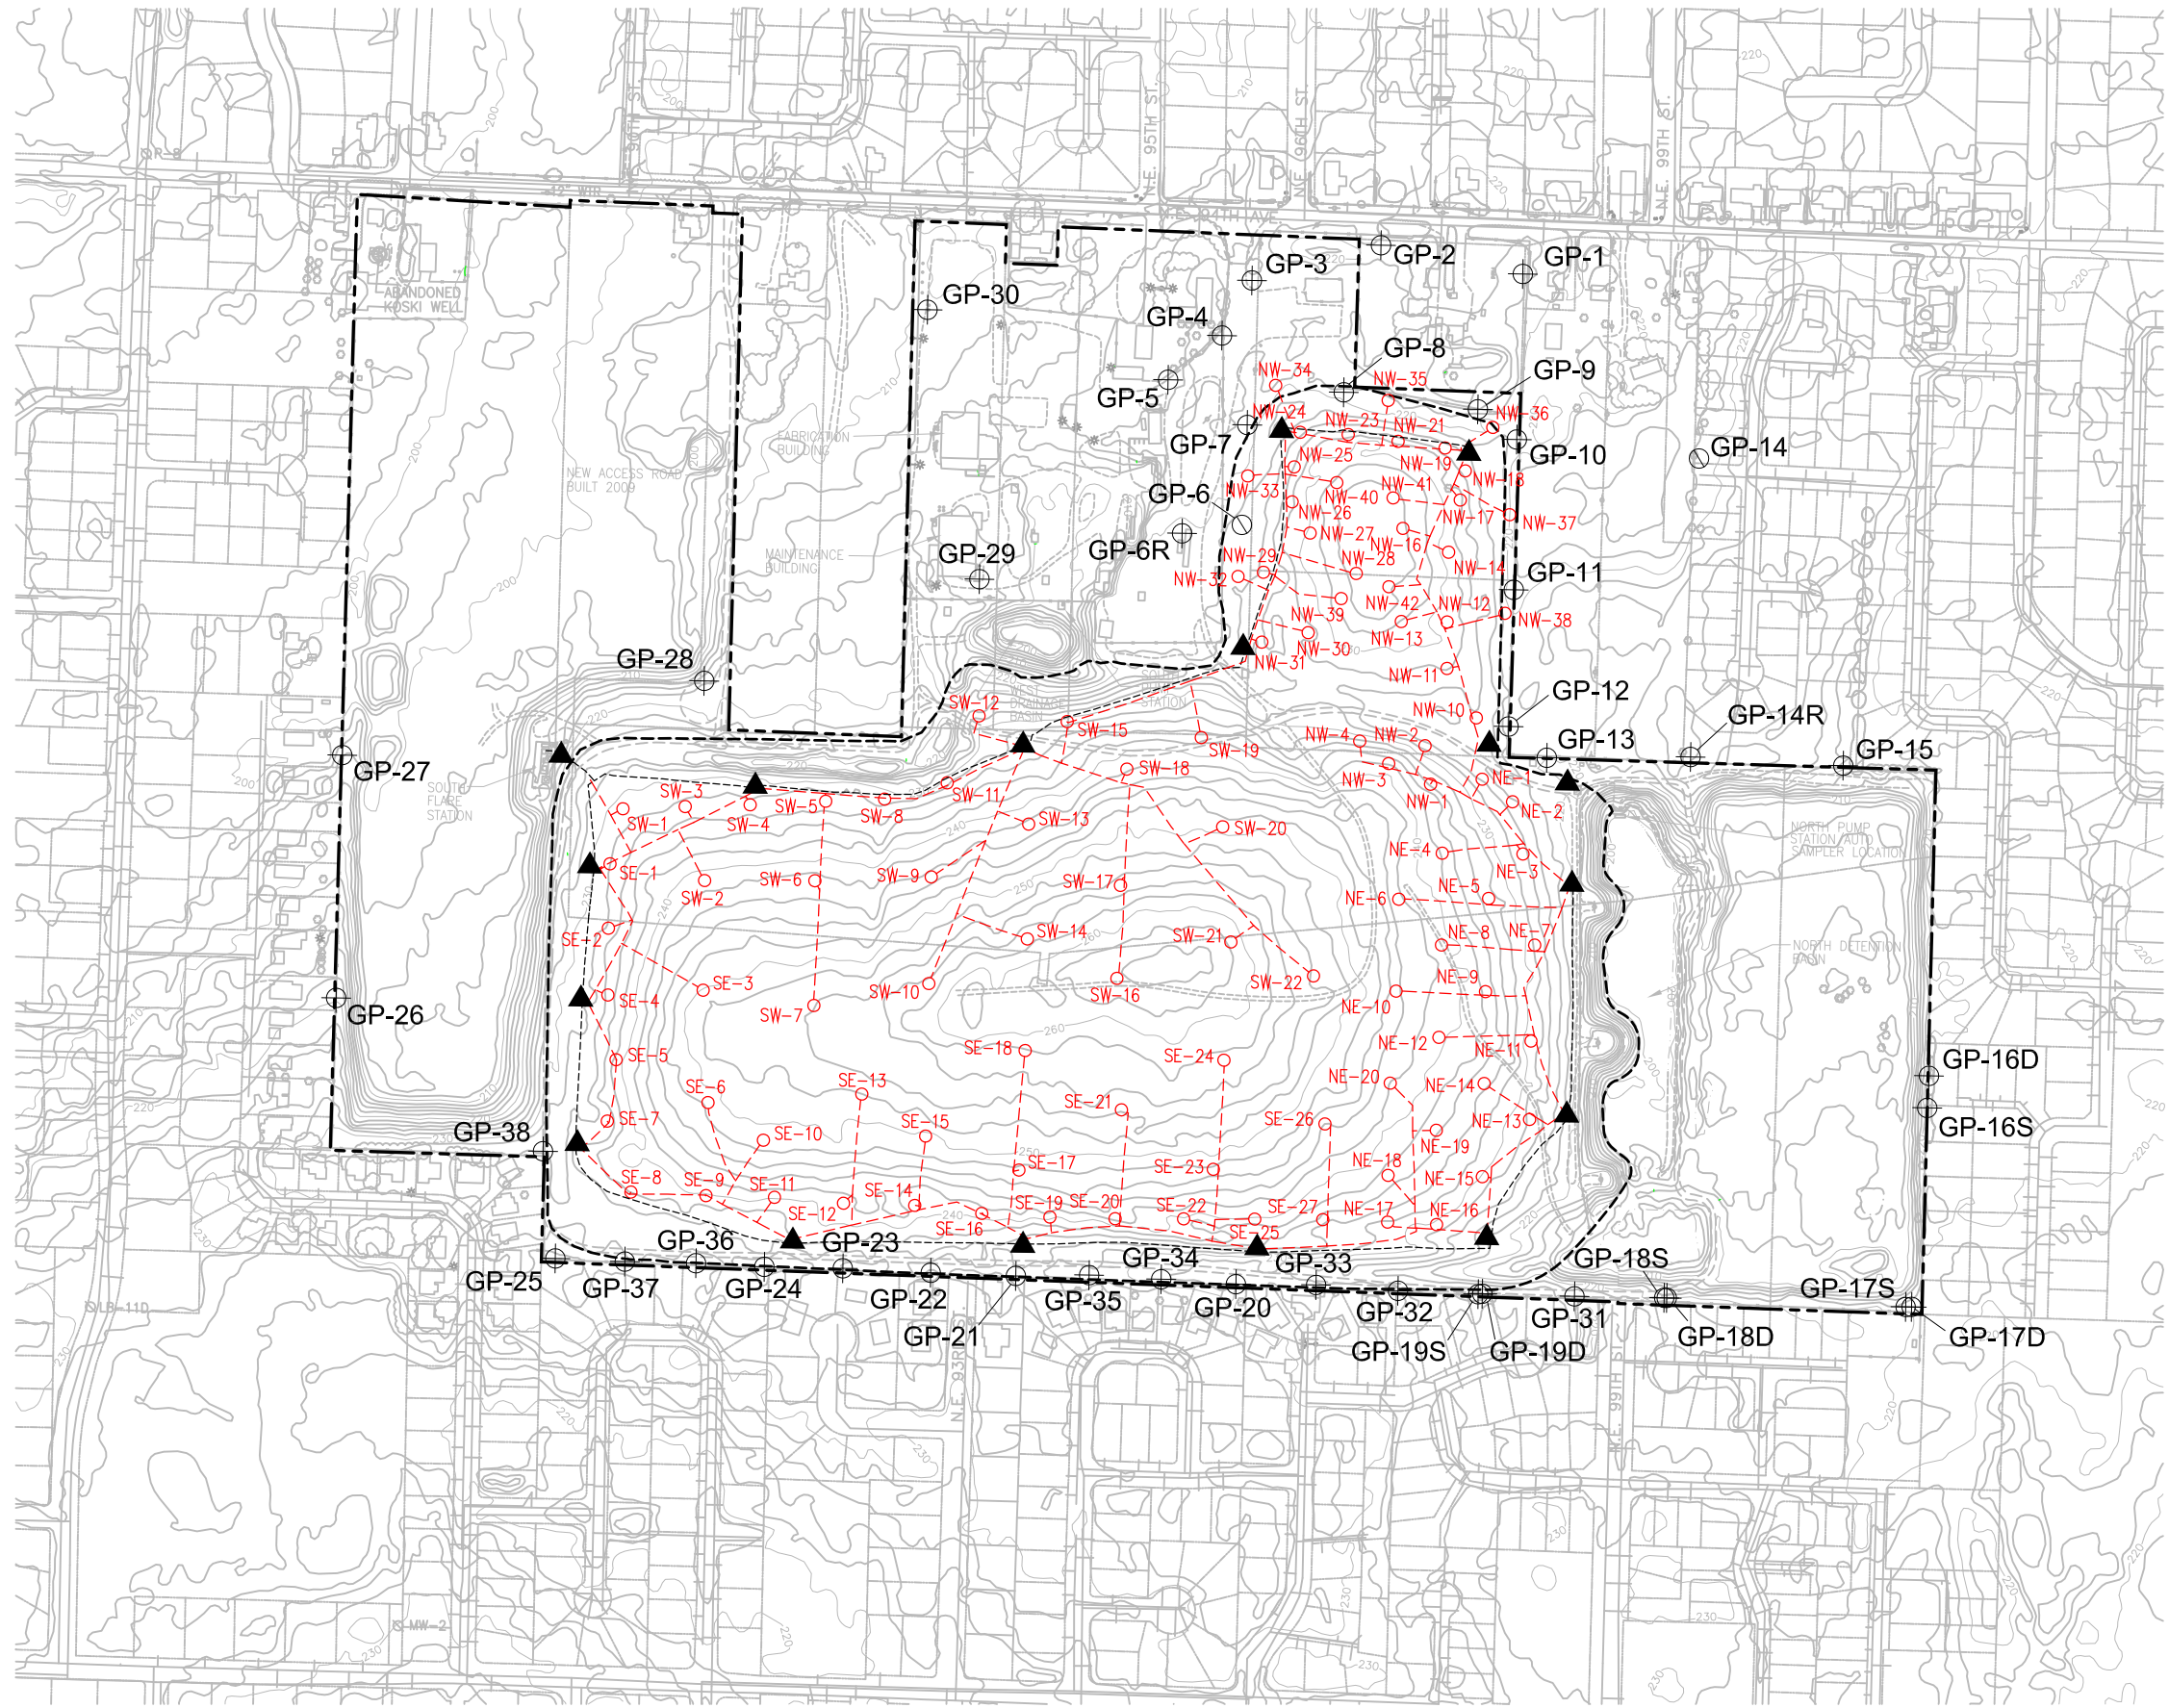 N.E. 95TH ST.
N.E. 99TH ST.
P-8
GP-2
GP-1
GP-3
ABANDONED
KOSKI WELL
GP-30
GP-4
GP-8
GP-9
GP-5
NW-34
NW-35
NW-36
NW-24
NW-23
NW-21
GP-7
GP-10
FABRICATION
BUILDING
NW-25
NW-19
NW-18
GP-14
NEW ACCESS ROAD
BUILT 2009
GP-6
NW-33
NW-40
NW-41
NW-17
NW-37
NW-26
NW-27
NW-16
GP-6R
MAINTENANCE
BUILDING
GP-29
NW-29
NW-28
NW-14
NW-32
GP-11
NW-42
NW-12
NW-39
NW-38
NW-13
NW-30
NW-31
GP-28
NW-11
WEST
DRAINAGE
BASIN
STATION
SW-12
SW-15
NW-10
GP-12
GP-14R
GP-13
GP-15
GP-27
NW-4
NW-2
SW-19
SW-18
NW-3
NW-1
NE-1
SOUTH
FLARE
STATION
SW-1
SW-3
SW-4
SW-5
SW-8
SW-11
SW-13
SW-20
NE-2
NORTH PUMP
STATION/AUTO
SAMPLER LOCATION
SE-1
NE-4
NE-3
SW-2
SW-6
SW-9
SW-17
NE-6
NE-5
SE-2
SW-14
SW-21
NE-8
NE-7
NORTH DETENTION
BASIN
SE-3
SE-4
SW-7
SW-10
SW-16
SW-22
NE-9
NE-10
GP-26
SE-5
SE-18
SE-24
NE-12
NE-11
GP-16D
SE-6
SE-13
NE-20
NE-14
SE-7
SE-15
SE-21
SE-26
NE-13
GP-16S
GP-38
SE-10
NE-19
SE-8
SE-9
SE-11
SE-17
SE-23
NE-18
NE-15
SE-12
SE-14
SE-16
SE-19
SE-20
SE-22
SE-25
SE-27
NE-17
NE-16
GP-36
GP-23
GP-34
GP-33
GP-18S
GP-25
GP-37
GP-24
GP-22
GP-35
GP-20
GP-32
GP-31
GP-17S
GP-21
GP-19S
GP-19D
GP-18D
GP-17D
LB-11D
N.E. 99TH ST.
MW-2